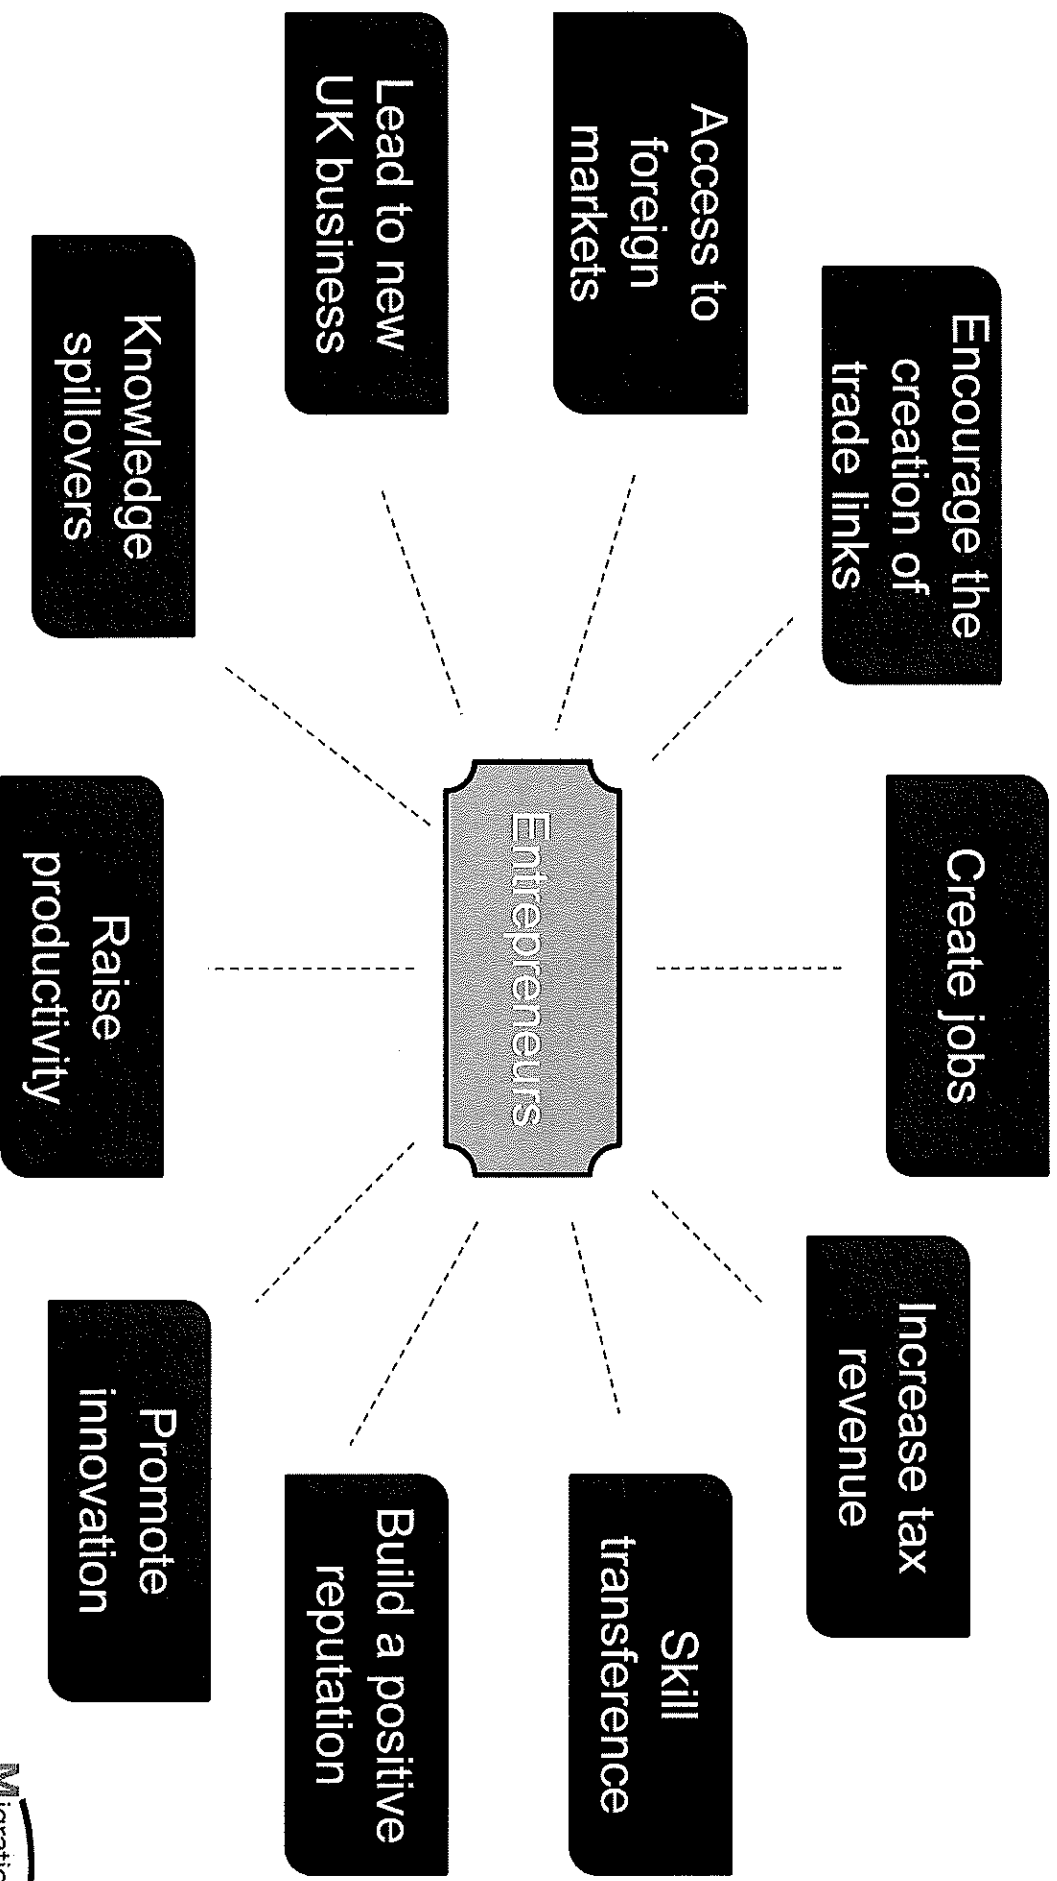 Create jobs
Encourage the
creation of
trade links
Increase tax
revenue
Access to
foreign
markets
Skill
transference
Entrepreneurs
Lead to new
UK business
Build a positive
reputation
Knowledge
spillovers
Promote
innovation
Raise
productivity